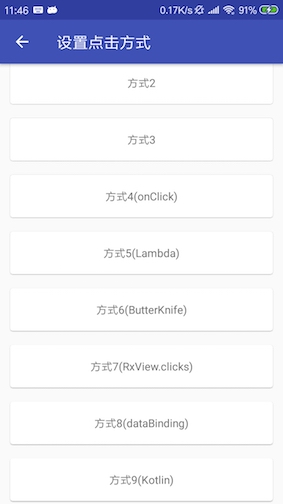 11:46 0.17K/s 91%
设置点击方式
方式2
方式3
方式4(onClick)
方式5(Lambda)
方式6(ButterKnife)
方式7(RxView.clicks)
方式8(dataBinding)
方式9(Kotlin)